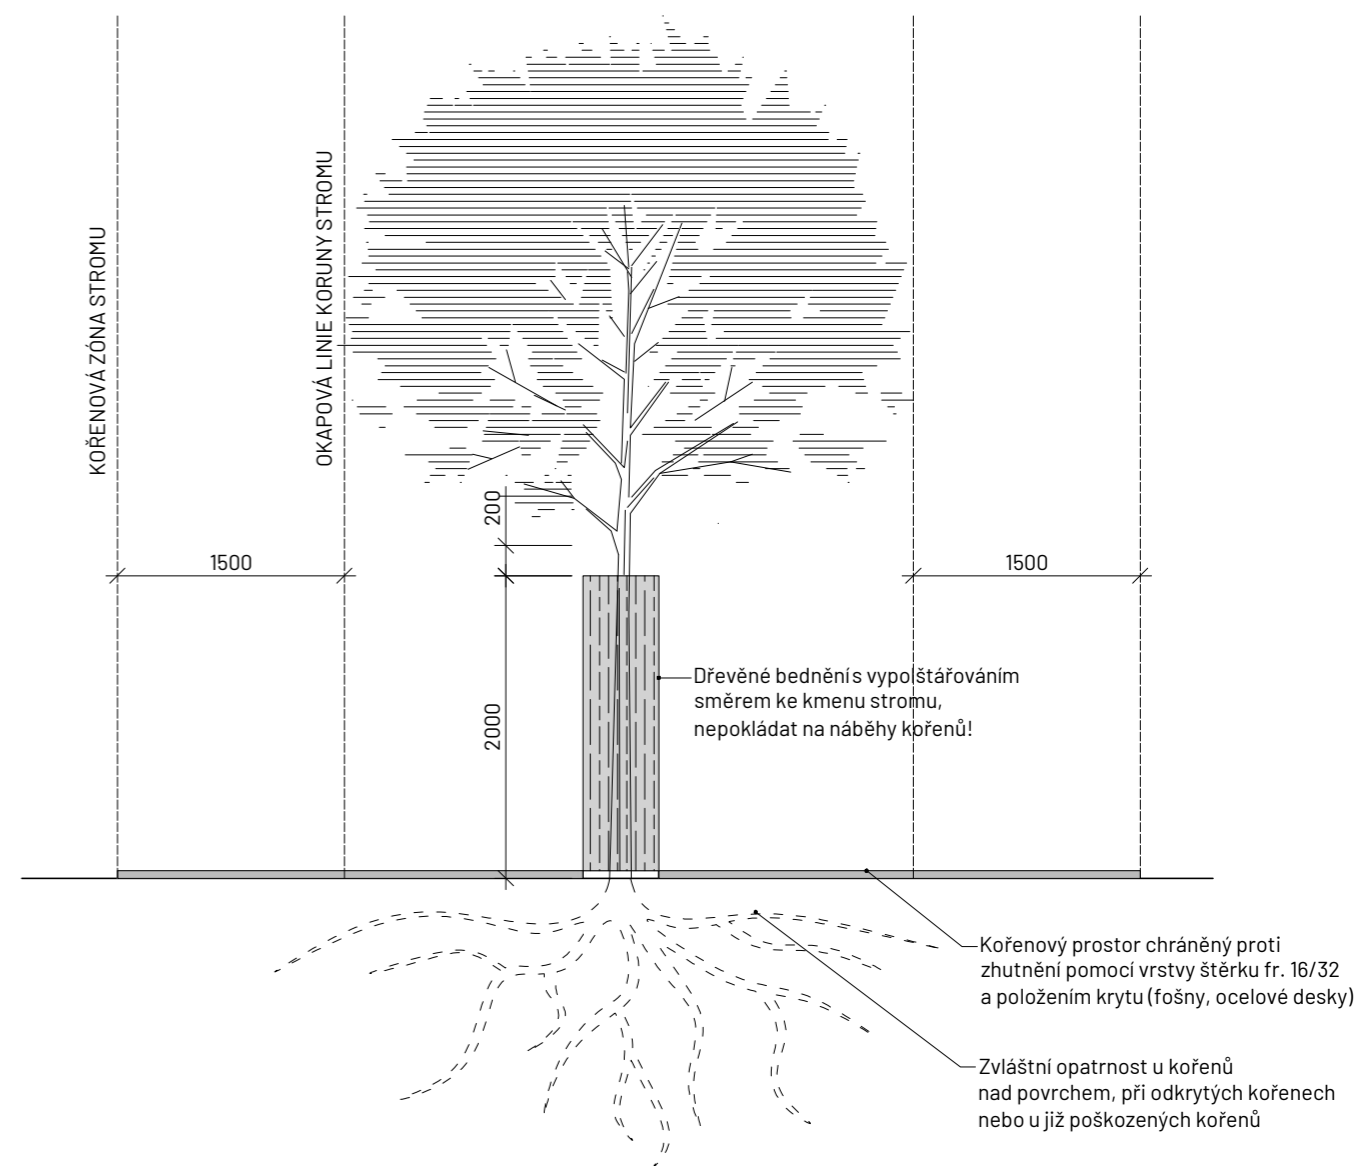 KOŘENOVÁ ZÓNA STROMU
OKAPOVÁ LINIE KORUNY STROMU
200
1500
1500
2000
Dřevěné bednění s vypolštářováním
směrem ke kmenu stromu,
nepokládat na náběhy kořenů!
Kořenový prostor chráněný proti
zhutnění pomocí vrstvy štěrku fr. 16/32
a položením krytu (fošny, ocelové desky)
Zvláštní opatrnost u kořenů
nad povrchem, při odkrytých kořenech
nebo u již poškozených kořenů